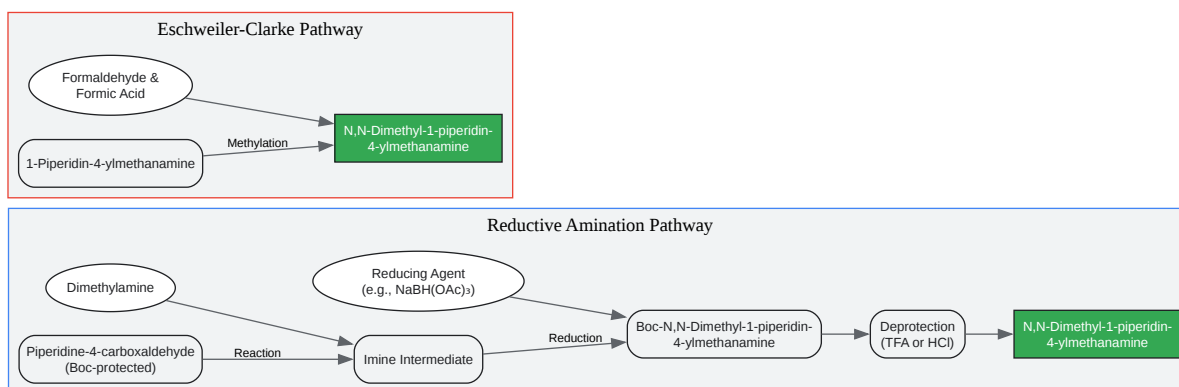 Eschweiler-Clarke Pathway
Formaldehyde &
Formic Acid
1-Piperidin-4-ylmethanamine
Methylation
N,N-Dimethyl-1-piperidin-
4-ylmethanamine
Reductive Amination Pathway
Dimethylamine
Piperidine-4-carboxaldehyde
(Boc-protected)
Reaction
Reducing Agent
(e.g., NaBH(OAc)₃)
Imine Intermediate
Reduction
Boc-N,N-Dimethyl-1-piperidin-
4-ylmethanamine
Deprotection
(TFA or HCl)
N,N-Dimethyl-1-piperidin-
4-ylmethanamine